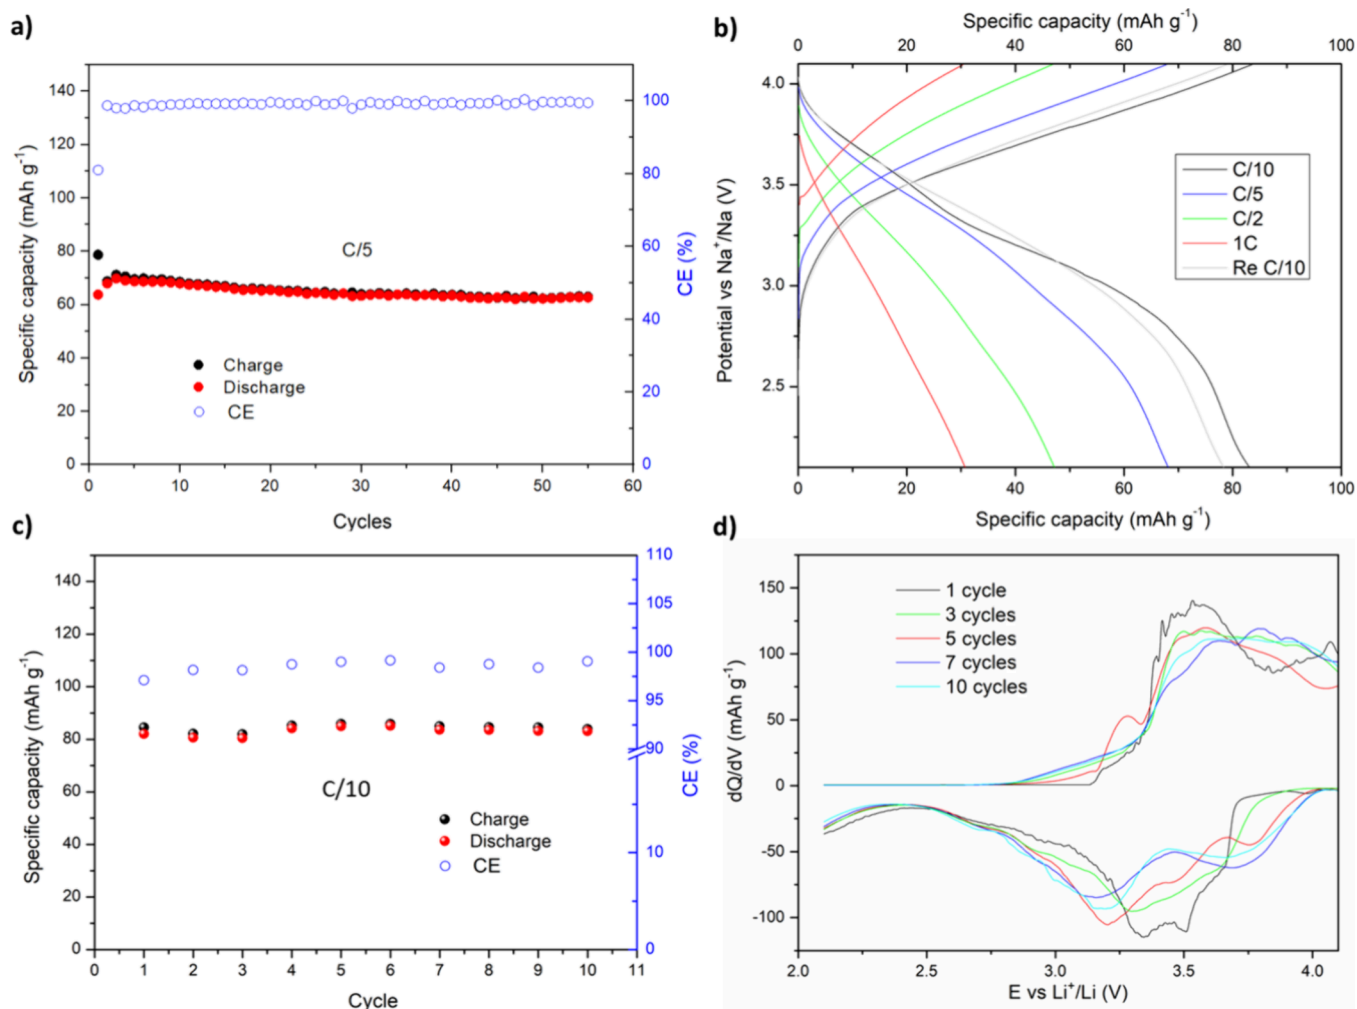 a)
Specific capacity (mAh g⁻¹)
140
120
100
80
60
40
20
0
C/5
Charge
Discharge
CE
100
80
60
40
20
0
CE (%)
0 10 20 30 40 50 60
Cycles
b)
Specific capacity (mAh g⁻¹)
0 20 40 60 80 100
Potential vs Na⁺/Na (V)
4.0
3.5
3.0
2.5
C/10
C/5
C/2
1C
Re C/10
0 20 40 60 80 100
Specific capacity (mAh g⁻¹)
c)
Specific capacity (mAh g⁻¹)
140
120
100
80
60
40
20
0
C/10
Charge
Discharge
CE
110
105
100
95
90
10
0
CE (%)
0 1 2 3 4 5 6 7 8 9 10 11
Cycle
d)
dQ/dV (mAh g⁻¹)
150
100
50
0
-50
-100
1 cycle
3 cycles
5 cycles
7 cycles
10 cycles
2.0 2.5 3.0 3.5 4.0
E vs Li⁺/Li (V)